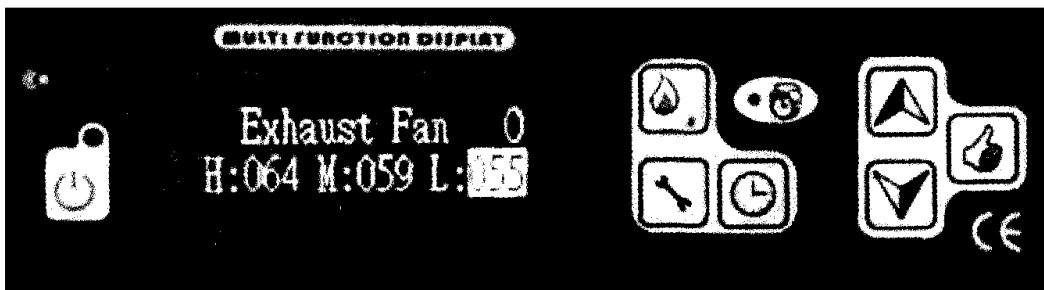 MULTI FUNCTION DISPLAY
Exhaust Fan 0
H:064 M:059 L:055
CE